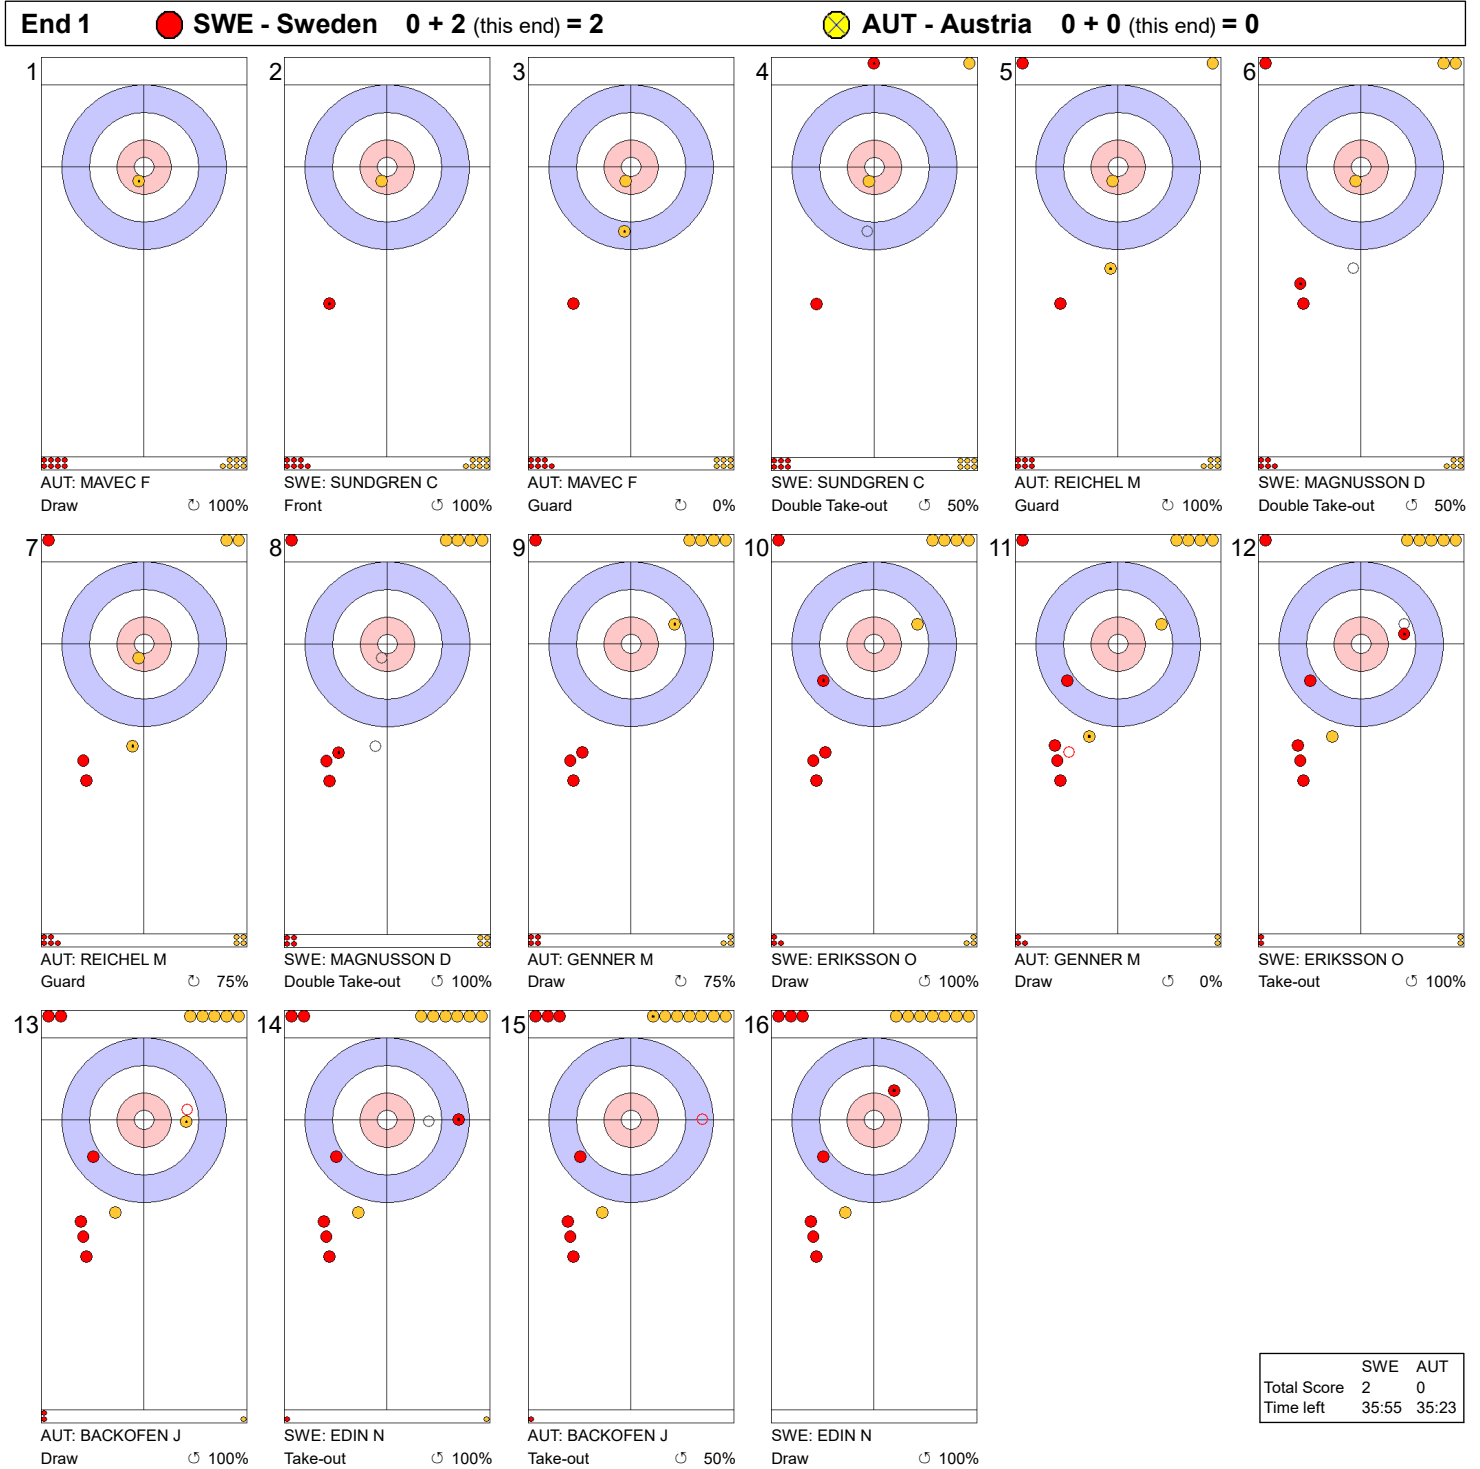 End 1 SWE - Sweden 0 + 2 (this end) = 2 AUT - Austria 0 + 0 (this end) = 0
1 2 3 4 5 6
AUT: MAVEC F SWE: SUNDGREN C AUT: MAVEC F SWE: SUNDGREN C AUT: REICHEL M SWE: MAGNUSSON D
Draw ↻ 100% Front ↻ 100% Guard ↻ 0% Double Take-out ↺ 50% Guard ↻ 100% Double Take-out ↺ 50%
7 8 9 10 11 12
AUT: REICHEL M SWE: MAGNUSSON D AUT: GENNER M SWE: ERIKSSON O AUT: GENNER M SWE: ERIKSSON O
Guard ↻ 75% Double Take-out ↻ 100% Draw ↻ 75% Draw ↻ 100% Draw ↺ 0% Take-out ↺ 100%
13 14 15 16
AUT: BACKOFEN J SWE: EDIN N AUT: BACKOFEN J SWE: EDIN N
Draw ↺ 100% Take-out ↺ 100% Take-out ↺ 50% Draw ↻ 100%
SWE AUT
Total Score 2 0
Time left 35:55 35:23